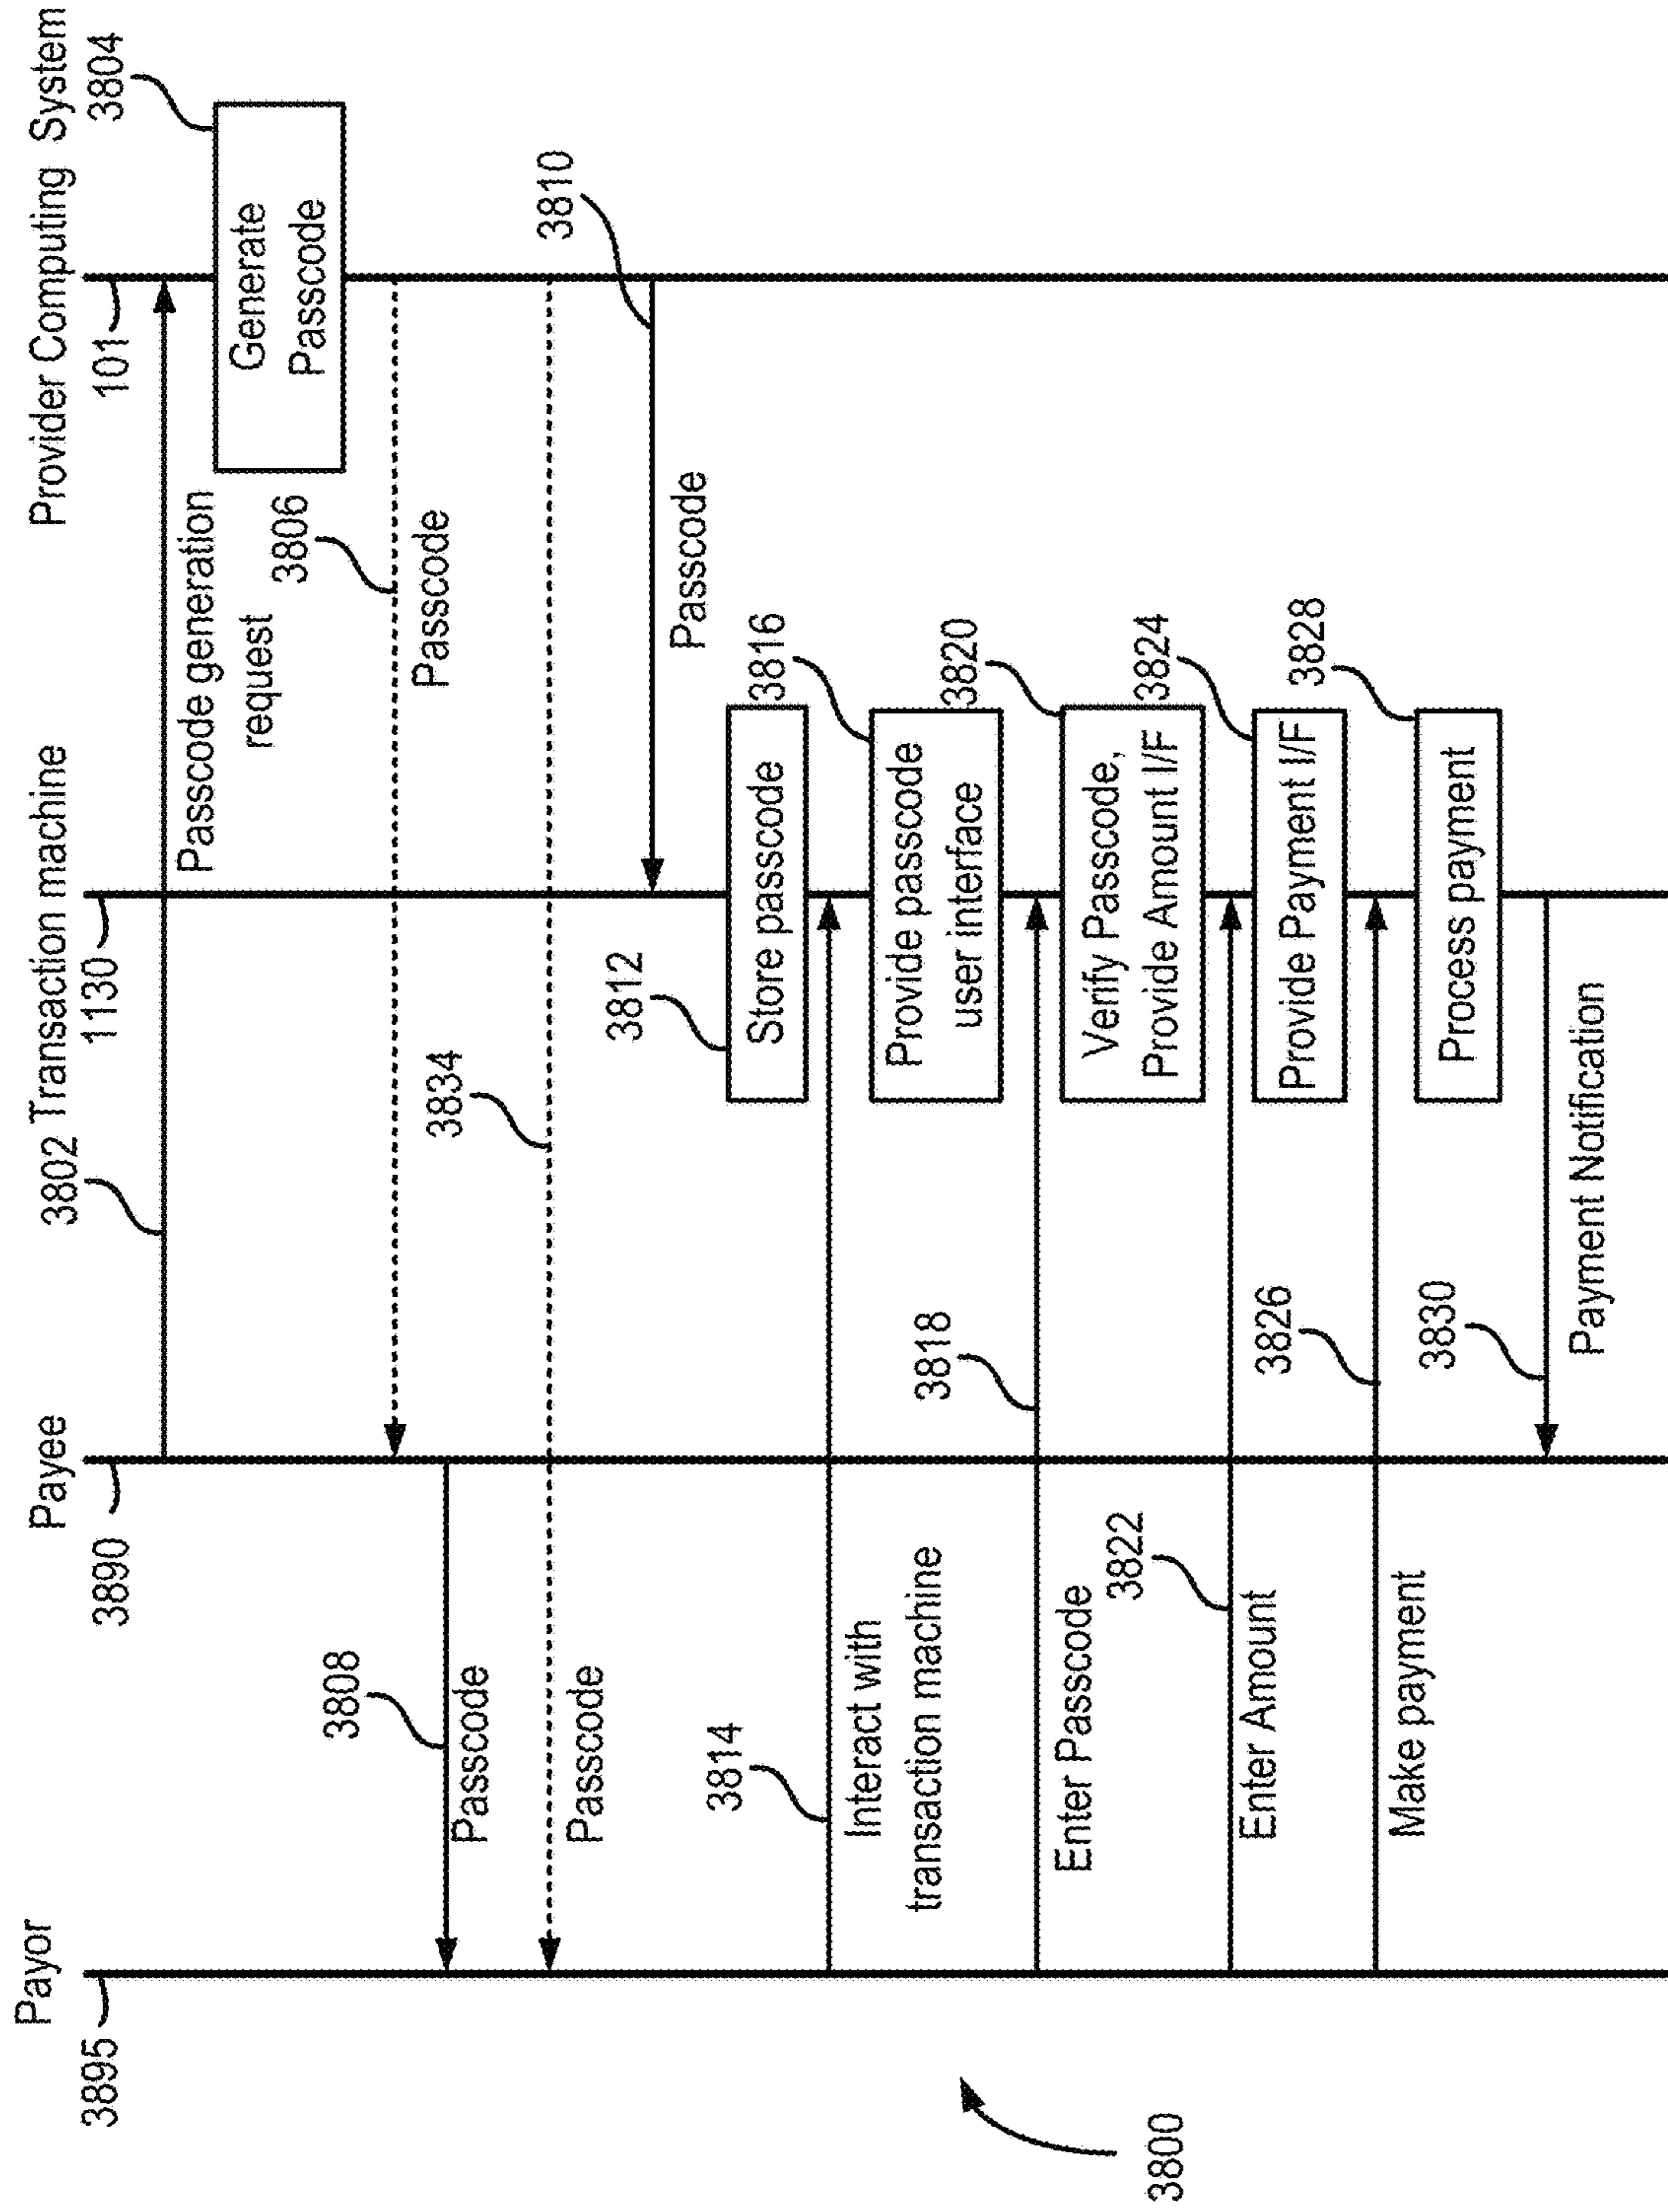 Payor
Payee
Transaction machine
Provider Computing System
3895
3890
1130
101
3802
Passcode generation
request
3804
Generate
Passcode
3806
Passcode
3808
Passcode
3834
Passcode
3810
Passcode
3812
Store passcode
3814
Interact with
transaction machine
3816
Provide passcode
user interface
3818
Enter Passcode
3820
Verify Passcode,
Provide Amount I/F
3822
Enter Amount
3824
Provide Payment I/F
3826
Make payment
3828
Process payment
3830
Payment Notification
3800